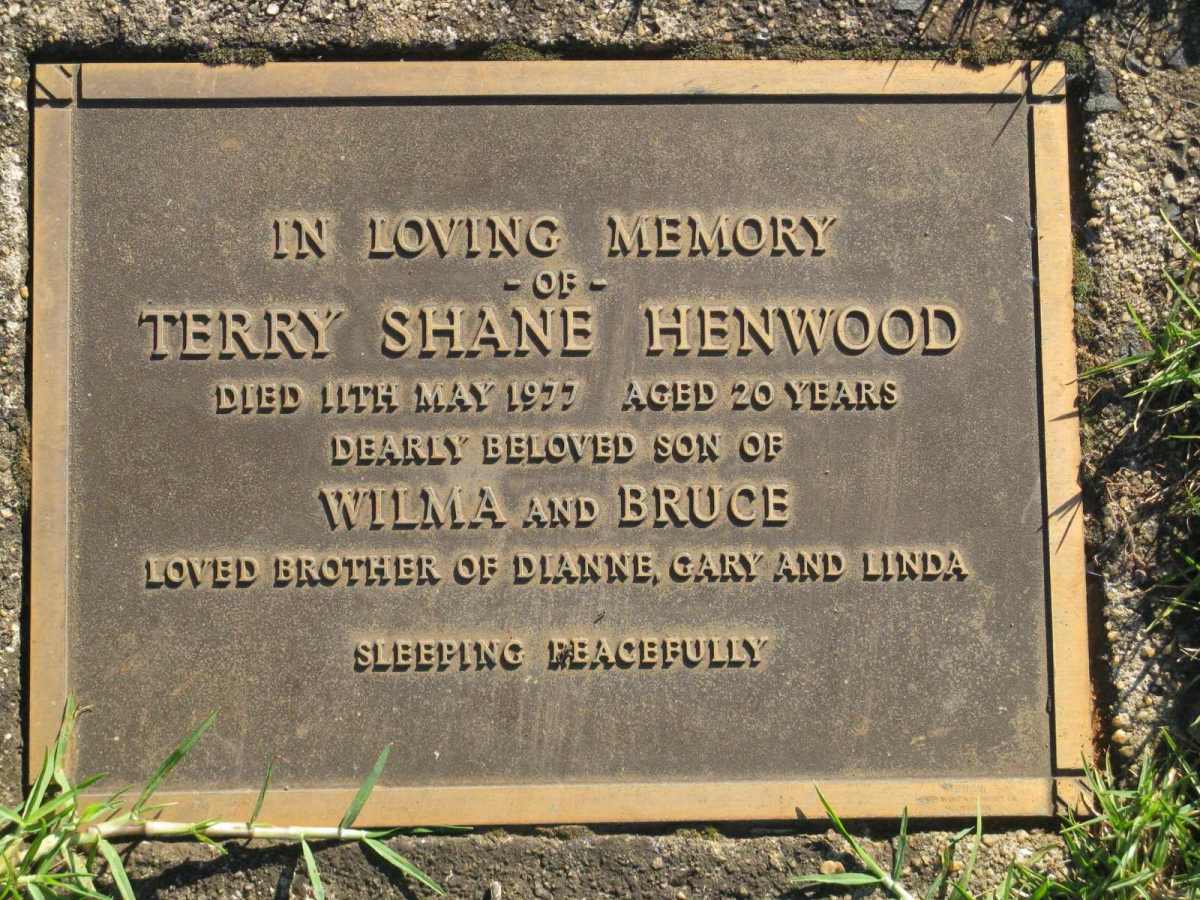 IN LOVING MEMORY
- OF -
TERRY SHANE HENWOOD
DIED 11TH MAY 1977 AGED 20 YEARS
DEARLY BELOVED SON OF
WILMA AND BRUCE
LOVED BROTHER OF DIANNE, GARY AND LINDA
SLEEPING PEACEFULLY